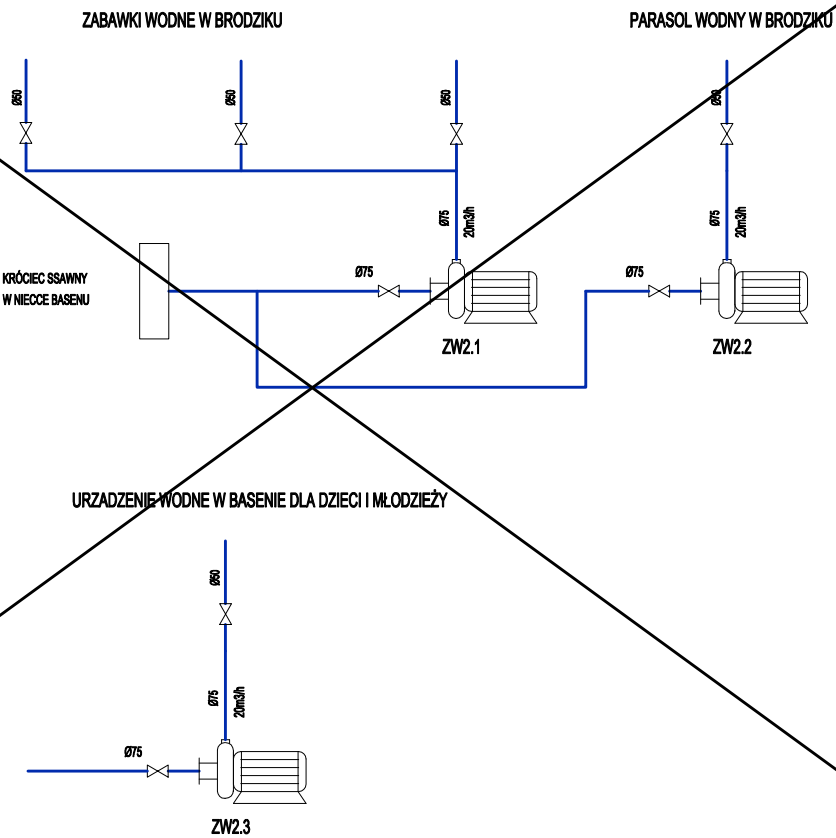 ZABAWKI WODNE W BRODZIKU
PARASOL WODNY W BRODZIKU
Ø50
Ø50
Ø50
Ø50
Ø75
20m3/h
Ø75
20m3/h
KRÓCIEC SSAWNY
W NIECCE BASENU
Ø75
Ø75
ZW2.1
ZW2.2
URZADZENIE WODNE W BASENIE DLA DZIECI I MŁODZIEŻY
Ø50
Ø75
20m3/h
Ø75
ZW2.3